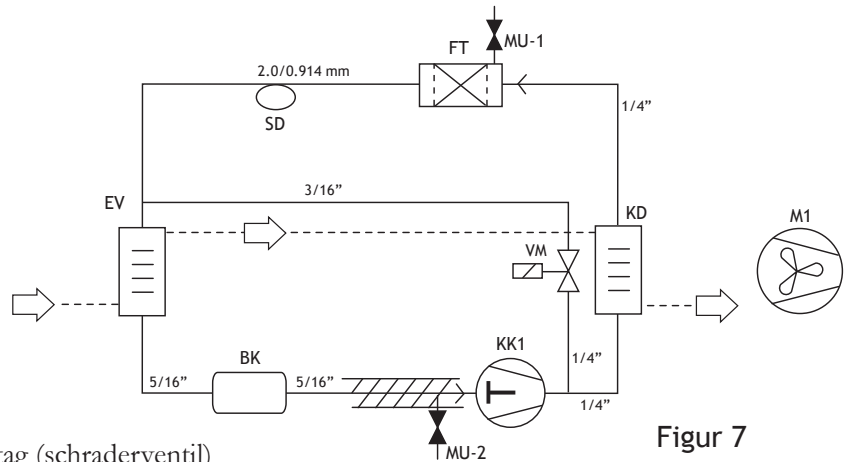 MU-1
FT
2.0/0.914 mm
SD
1/4”
3/16”
EV
KD
M1
VM
KK1
BK
5/16”
5/16”
1/4”
1/4”
MU-2
(schraderventil)
Figur 7